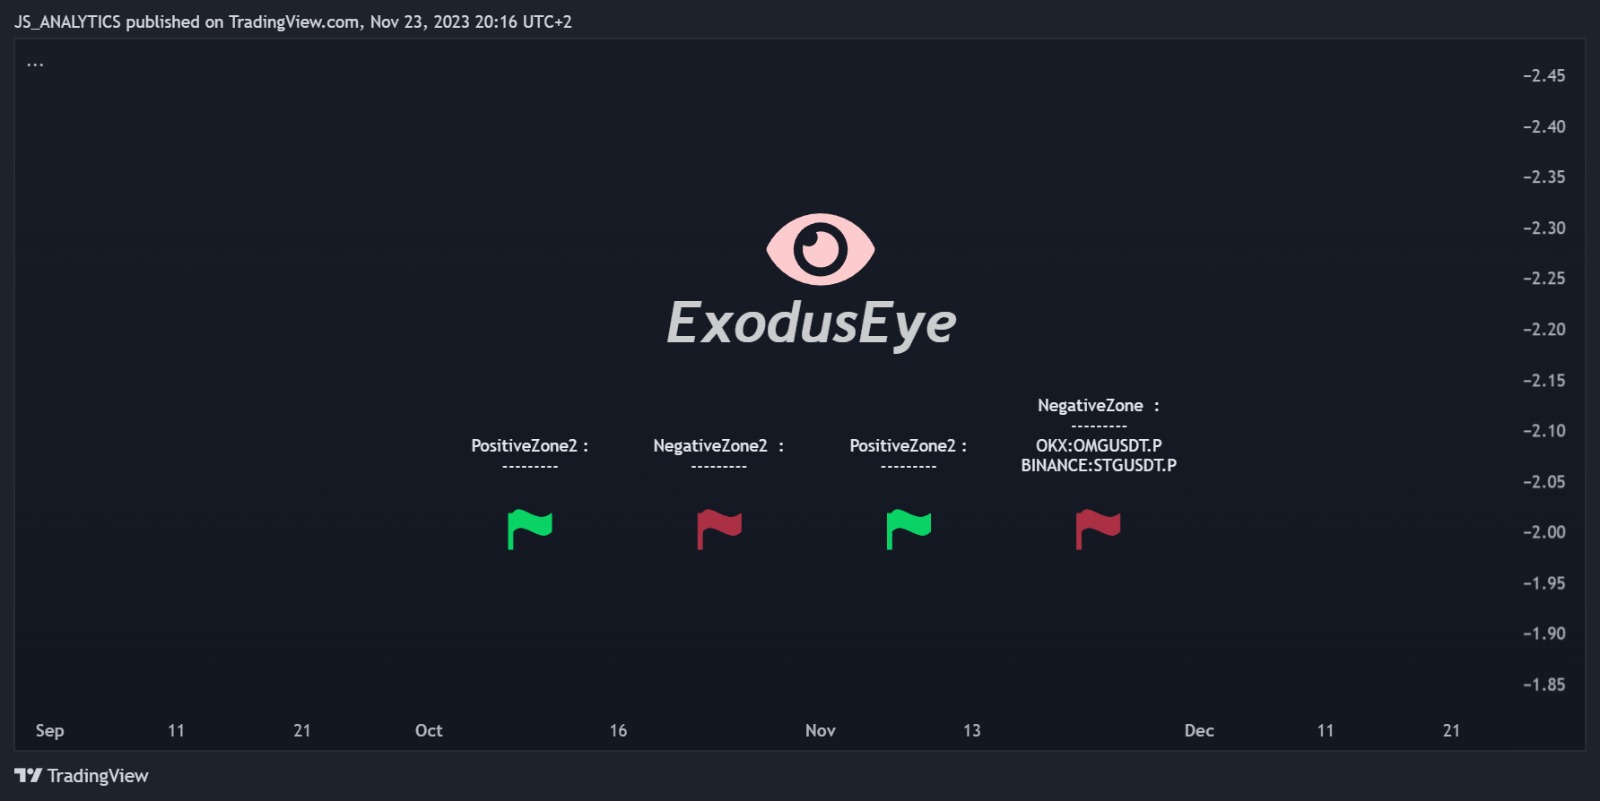 JS_ANALYTICS published on TradingView.com, Nov 23, 2023 20:16 UTC+2
...
−2.45
−2.40
−2.35
−2.30
−2.25
−2.20
−2.15
−2.10
−2.05
−2.00
−1.95
−1.90
−1.85
ExodusEye
PositiveZone2 :
---------
NegativeZone2 :
---------
PositiveZone2 :
---------
NegativeZone :
---------
OKX:OMGUSDT.P
BINANCE:STGUSDT.P
Sep 11 21 Oct 16 Nov 13 Dec 11 21
TradingView